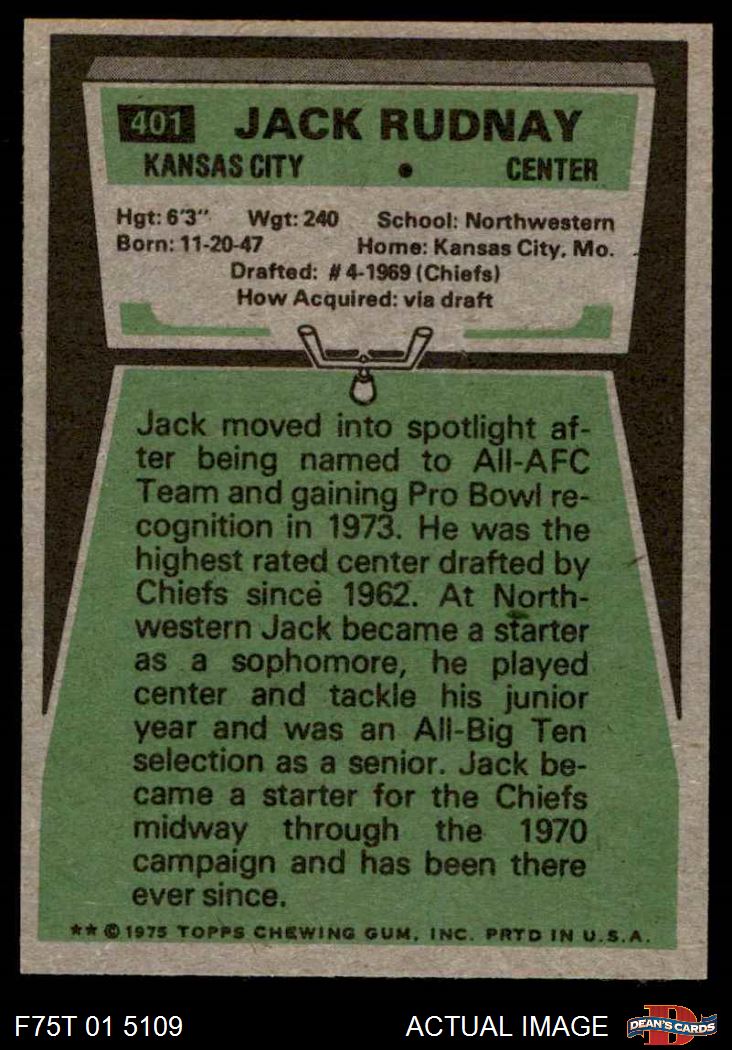 401 JACK RUDNAY
KANSAS CITY • CENTER
Hgt: 6'3" Wgt: 240 School: Northwestern
Born: 11-20-47 Home: Kansas City, Mo.
Drafted: #4-1969 (Chiefs)
How Acquired: via draft
Jack moved into spotlight af-
ter being named to All-AFC
Team and gaining Pro Bowl re-
cognition in 1973. He was the
highest rated center drafted by
Chiefs since 1962. At North-
western Jack became a starter
as a sophomore, he played
center and tackle his junior
year and was an All-Big Ten
selection as a senior. Jack be-
came a starter for the Chiefs
midway through the 1970
campaign and has been there
ever since.
** © 1975 TOPPS CHEWING GUM, INC. PRTD IN U.S.A.
F75T 01 5109 ACTUAL IMAGE D DEAN'S CARDS